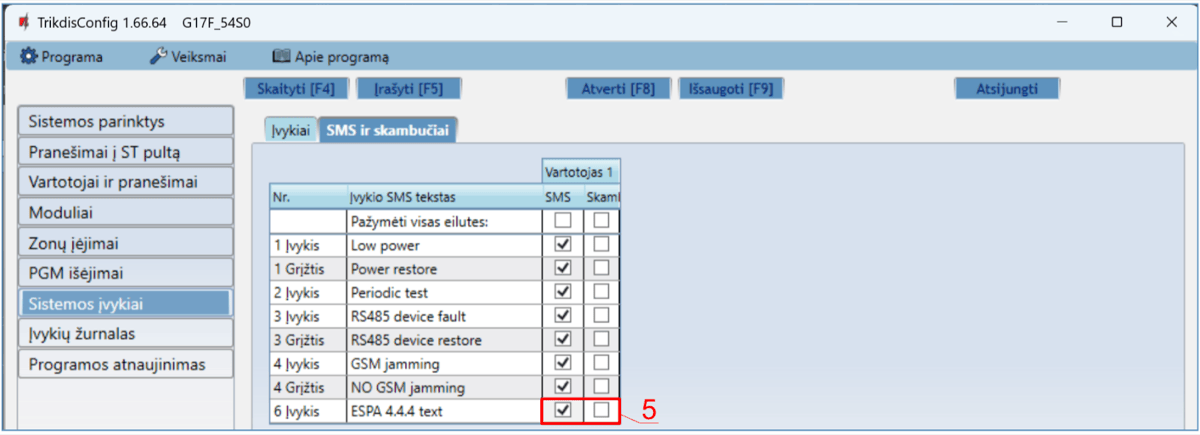 TrikdisConfig 1.66.64 G17F_54S0
Programa Veiksmai Apie programą
Skaityti [F4] Įrašyti [F5] Atverti [F8] Išsaugoti [F9] Atsijungti
Sistemos parinktys
Pranešimai į ST pultą
Vartotojai ir pranešimai
Moduliai
Zonų įėjimai
PGM išėjimai
Sistemos įvykiai
Įvykių žurnalas
Programos atnaujinimas
Įvykiai SMS ir skambučiai
Vartotojas 1
Nr. Įvykio SMS tekstas SMS Skaml
Pažymėti visas eilutes:
1 Įvykis Low power
1 Grįžtis Power restore
2 Įvykis Periodic test
3 Įvykis RS485 device fault
3 Grįžtis RS485 device restore
4 Įvykis GSM jamming
4 Grįžtis NO GSM jamming
6 Įvykis ESPA 4.4.4 text
5